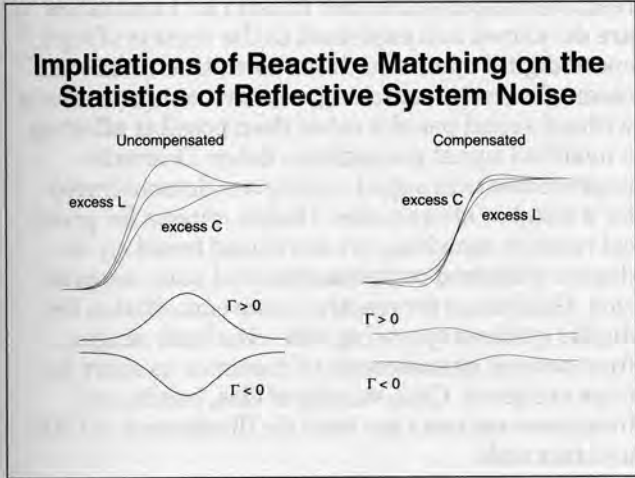 Implications of Reactive Matching on the
Statistics of Reflective System Noise
Uncompensated
Compensated
excess L
excess C
excess C
excess L
Γ > 0
Γ < 0
Γ > 0
Γ < 0